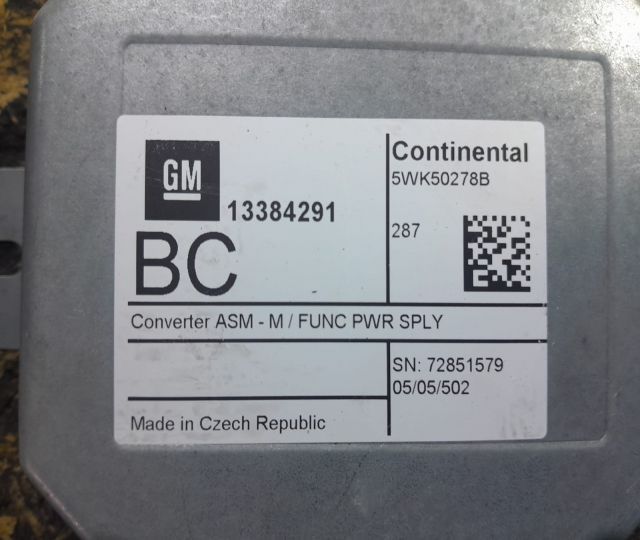 GM
13384291
BC
Continental
5WK50278B
287
Converter ASM - M / FUNC PWR SPLY
SN: 72851579
05/05/502
Made in Czech Republic